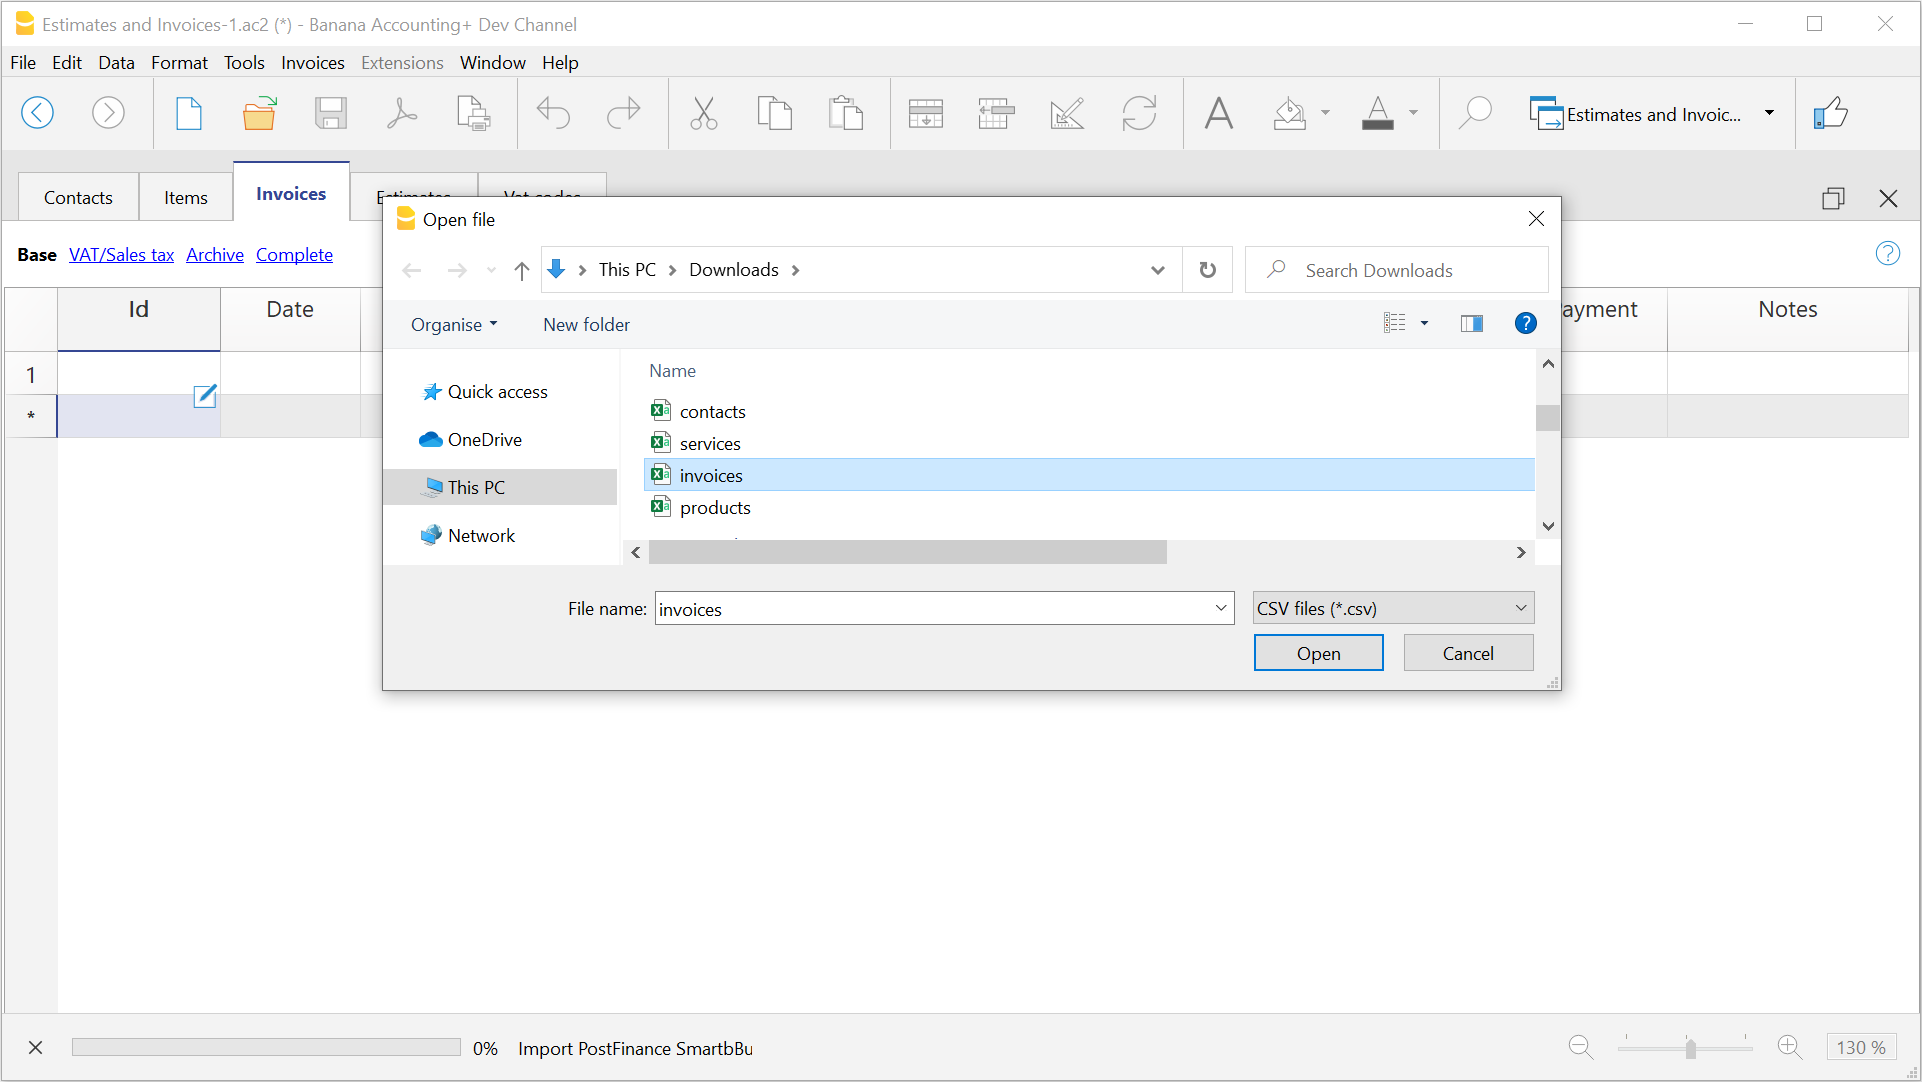 Estimates and Invoices-1.ac2 (*) - Banana Accounting+ Dev Channel
File Edit Data Format Tools Invoices Extensions Window Help
A A Estimates and Invoic...
Contacts Items Invoices
Base VAT/Sales tax Archive Complete
Id Date ayment Notes
1
*
Open file
This PC Downloads Search Downloads
Organise New folder ?
Quick access
OneDrive
This PC
Network
Name
contacts
services
invoices
products
File name: invoices CSV files (*.csv)
Open Cancel
0% Import PostFinance SmartbBu 130 %